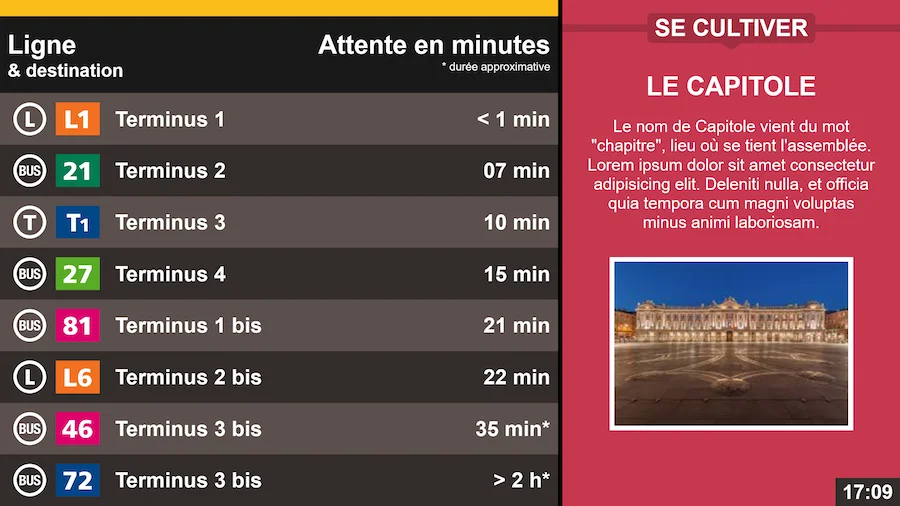 Ligne
& destination
Attente en minutes
* durée approximative
L L1 Terminus 1 < 1 min
BUS 21 Terminus 2 07 min
T T1 Terminus 3 10 min
BUS 27 Terminus 4 15 min
BUS 81 Terminus 1 bis 21 min
L L6 Terminus 2 bis 22 min
BUS 46 Terminus 3 bis 35 min*
BUS 72 Terminus 3 bis > 2 h*
SE CULTIVER
LE CAPITOLE
Le nom de Capitole vient du mot
"chapitre", lieu où se tient l'assemblée.
Lorem ipsum dolor sit amet consectetur
adipisicing elit. Deleniti nulla, et officia
quia tempora cum magni voluptas
minus animi laboriosam.
17:09